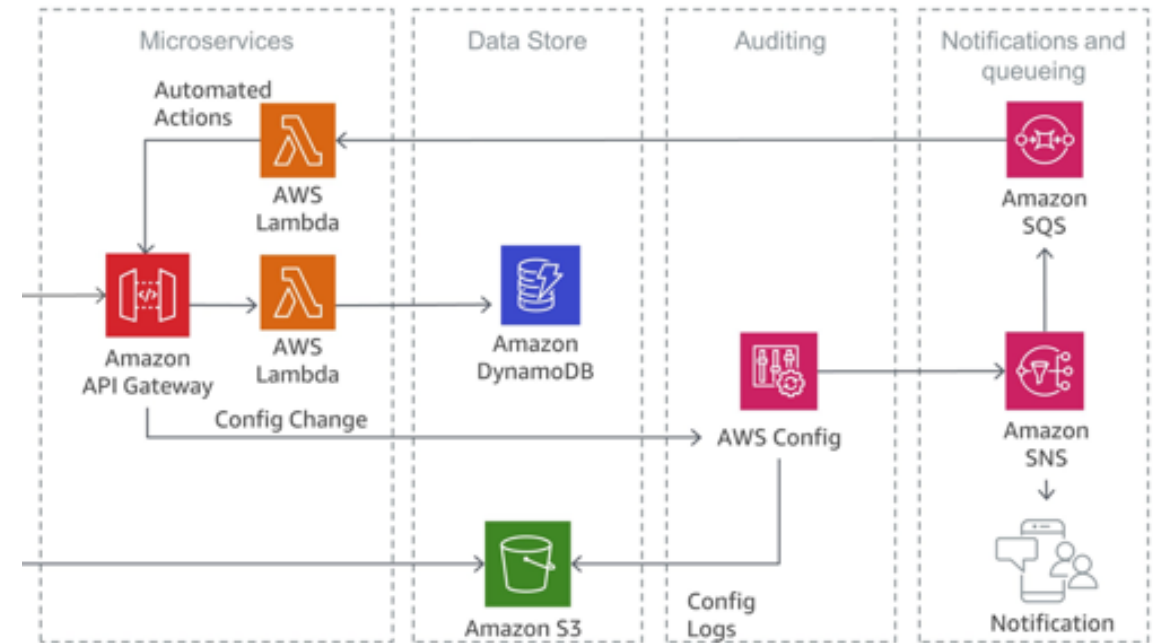 Microservices
Data Store
Auditing
Notifications and
queueing
Automated
Actions
AWS
Lambda
Amazon
SQS
</>
Amazon
API Gateway
AWS
Lambda
Amazon
DynamoDB
Config Change
AWS Config
Amazon
SNS
Amazon S3
Config
Logs
Notification